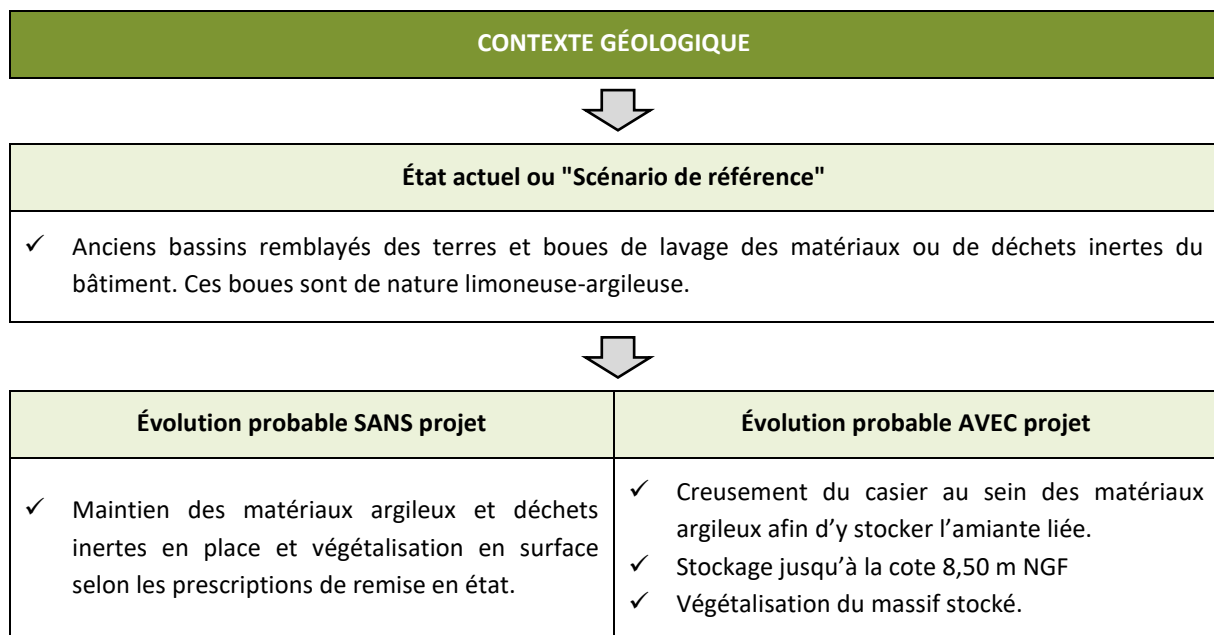 CONTEXTE GÉOLOGIQUE
État actuel ou "Scénario de référence"
✓ Anciens bassins remblayés des terres et boues de lavage des matériaux ou de déchets inertes du
bâtiment. Ces boues sont de nature limoneuse-argileuse.
Évolution probable SANS projet
✓ Maintien des matériaux argileux et déchets
inertes en place et végétalisation en surface
selon les prescriptions de remise en état.
Évolution probable AVEC projet
✓ Creusement du casier au sein des matériaux
argileux afin d’y stocker l’amiante liée.
✓ Stockage jusqu’à la cote 8,50 m NGF
✓ Végétalisation du massif stocké.